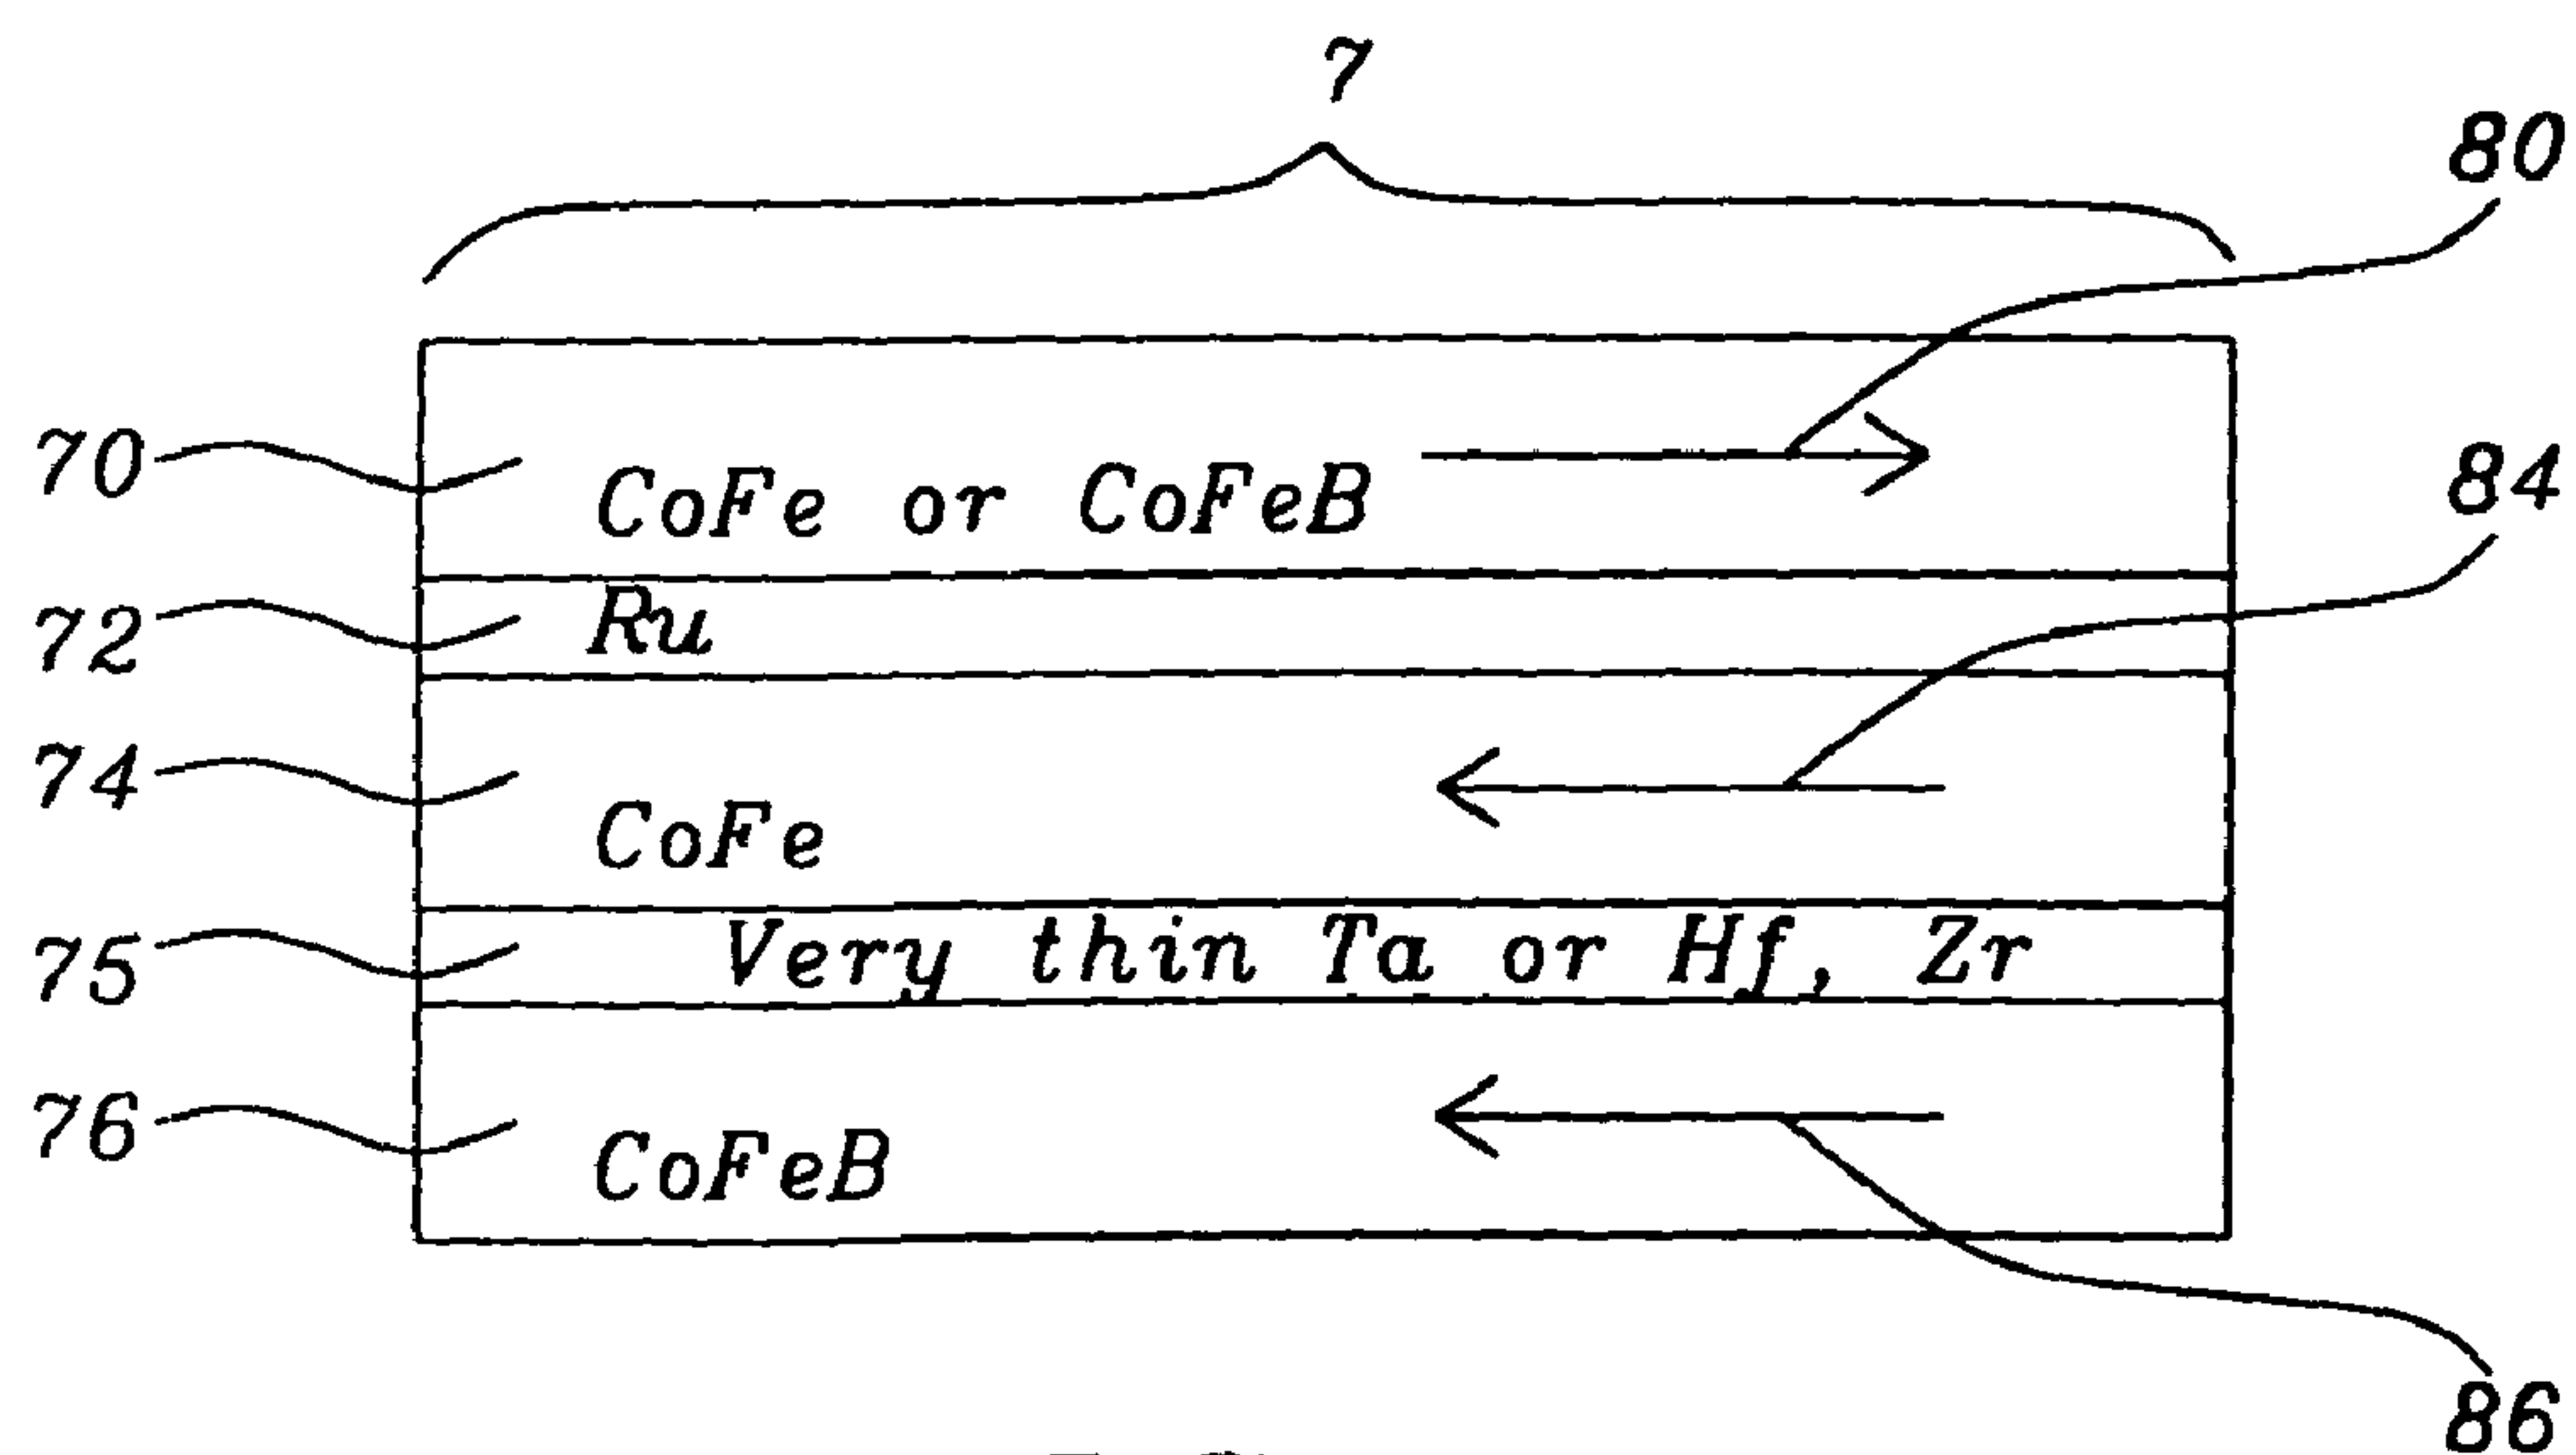 7
80
70 CoFe or CoFeB
84
72 Ru
74 CoFe
75 Very thin Ta or Hf, Zr
76 CoFeB
86